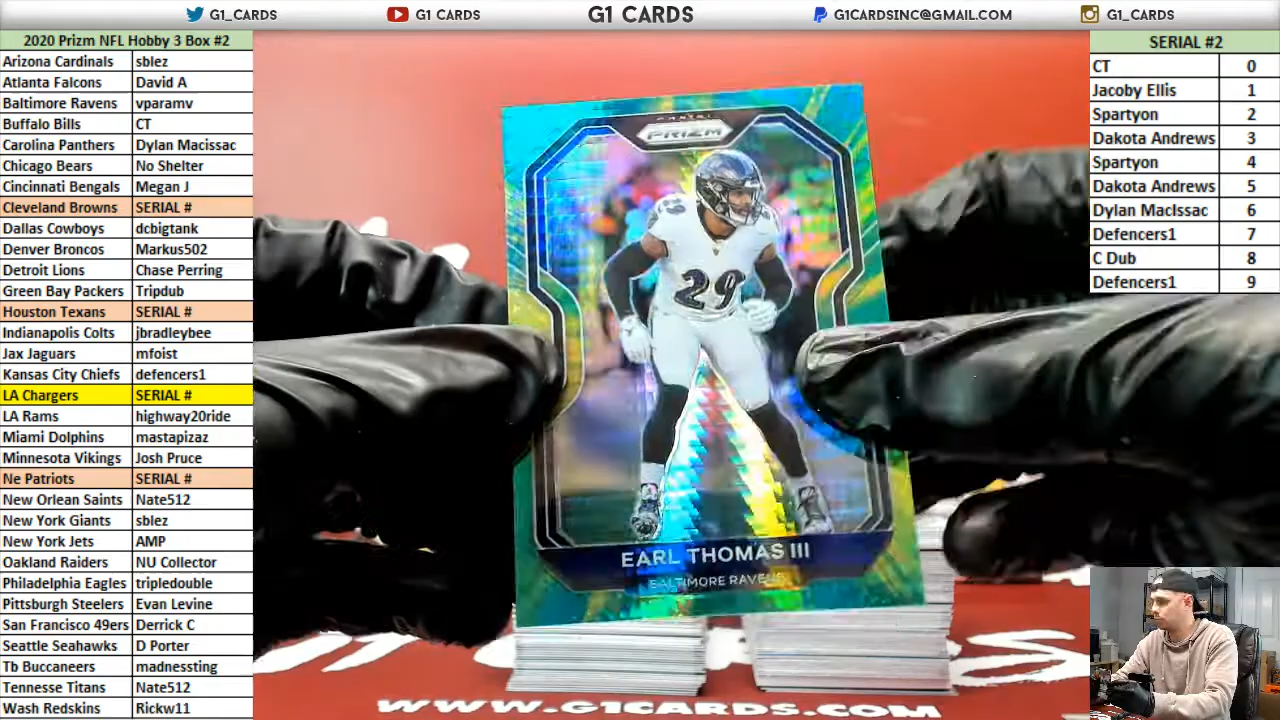 G1_CARDS
G1 CARDS
G1 CARDS
G1CARDSINC@GMAIL.COM
G1_CARDS
2020 Prizm NFL Hobby 3 Box #2
Arizona Cardinals sblez
Atlanta Falcons David A
Baltimore Ravens vparamv
Buffalo Bills CT
Carolina Panthers Dylan Macissac
Chicago Bears No Shelter
Cincinnati Bengals Megan J
Cleveland Browns SERIAL #
Dallas Cowboys dcbigtank
Denver Broncos Markus502
Detroit Lions Chase Perring
Green Bay Packers Tripdub
Houston Texans SERIAL #
Indianapolis Colts jbradleybee
Jax Jaguars mfoist
Kansas City Chiefs defencers1
LA Chargers SERIAL #
LA Rams highway20ride
Miami Dolphins mastapizaz
Minnesota Vikings Josh Pruce
Ne Patriots SERIAL #
New Orlean Saints Nate512
New York Giants sblez
New York Jets AMP
Oakland Raiders NU Collector
Philadelphia Eagles tripledouble
Pittsburgh Steelers Evan Levine
San Francisco 49ers Derrick C
Seattle Seahawks D Porter
Tb Buccaneers madnessting
Tennesse Titans Nate512
Wash Redskins Rickw11
PANINI
PRIZM
29
EARL THOMAS III
BALTIMORE RAVENS
WWW.G1CARDS.COM
SERIAL #2
CT 0
Jacoby Ellis 1
Spartyon 2
Dakota Andrews 3
Spartyon 4
Dakota Andrews 5
Dylan MacIssac 6
Defencers1 7
C Dub 8
Defencers1 9